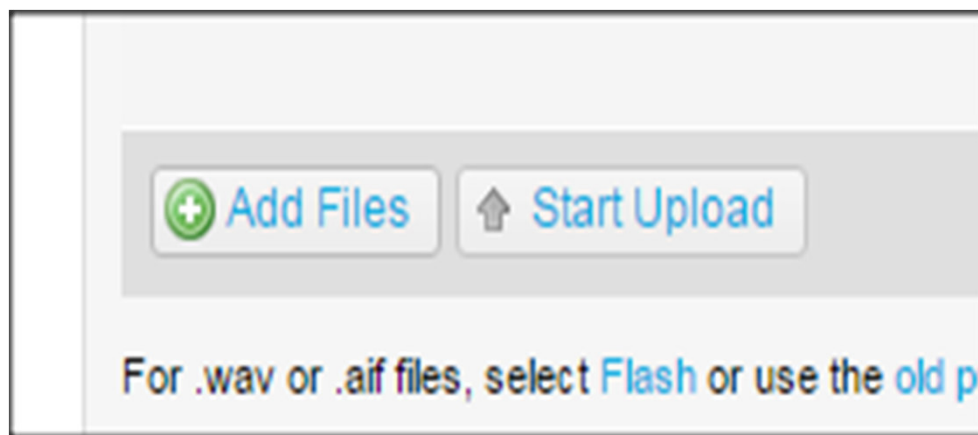 Add Files Start Upload
For .wav or .aif files, select Flash or use the old p